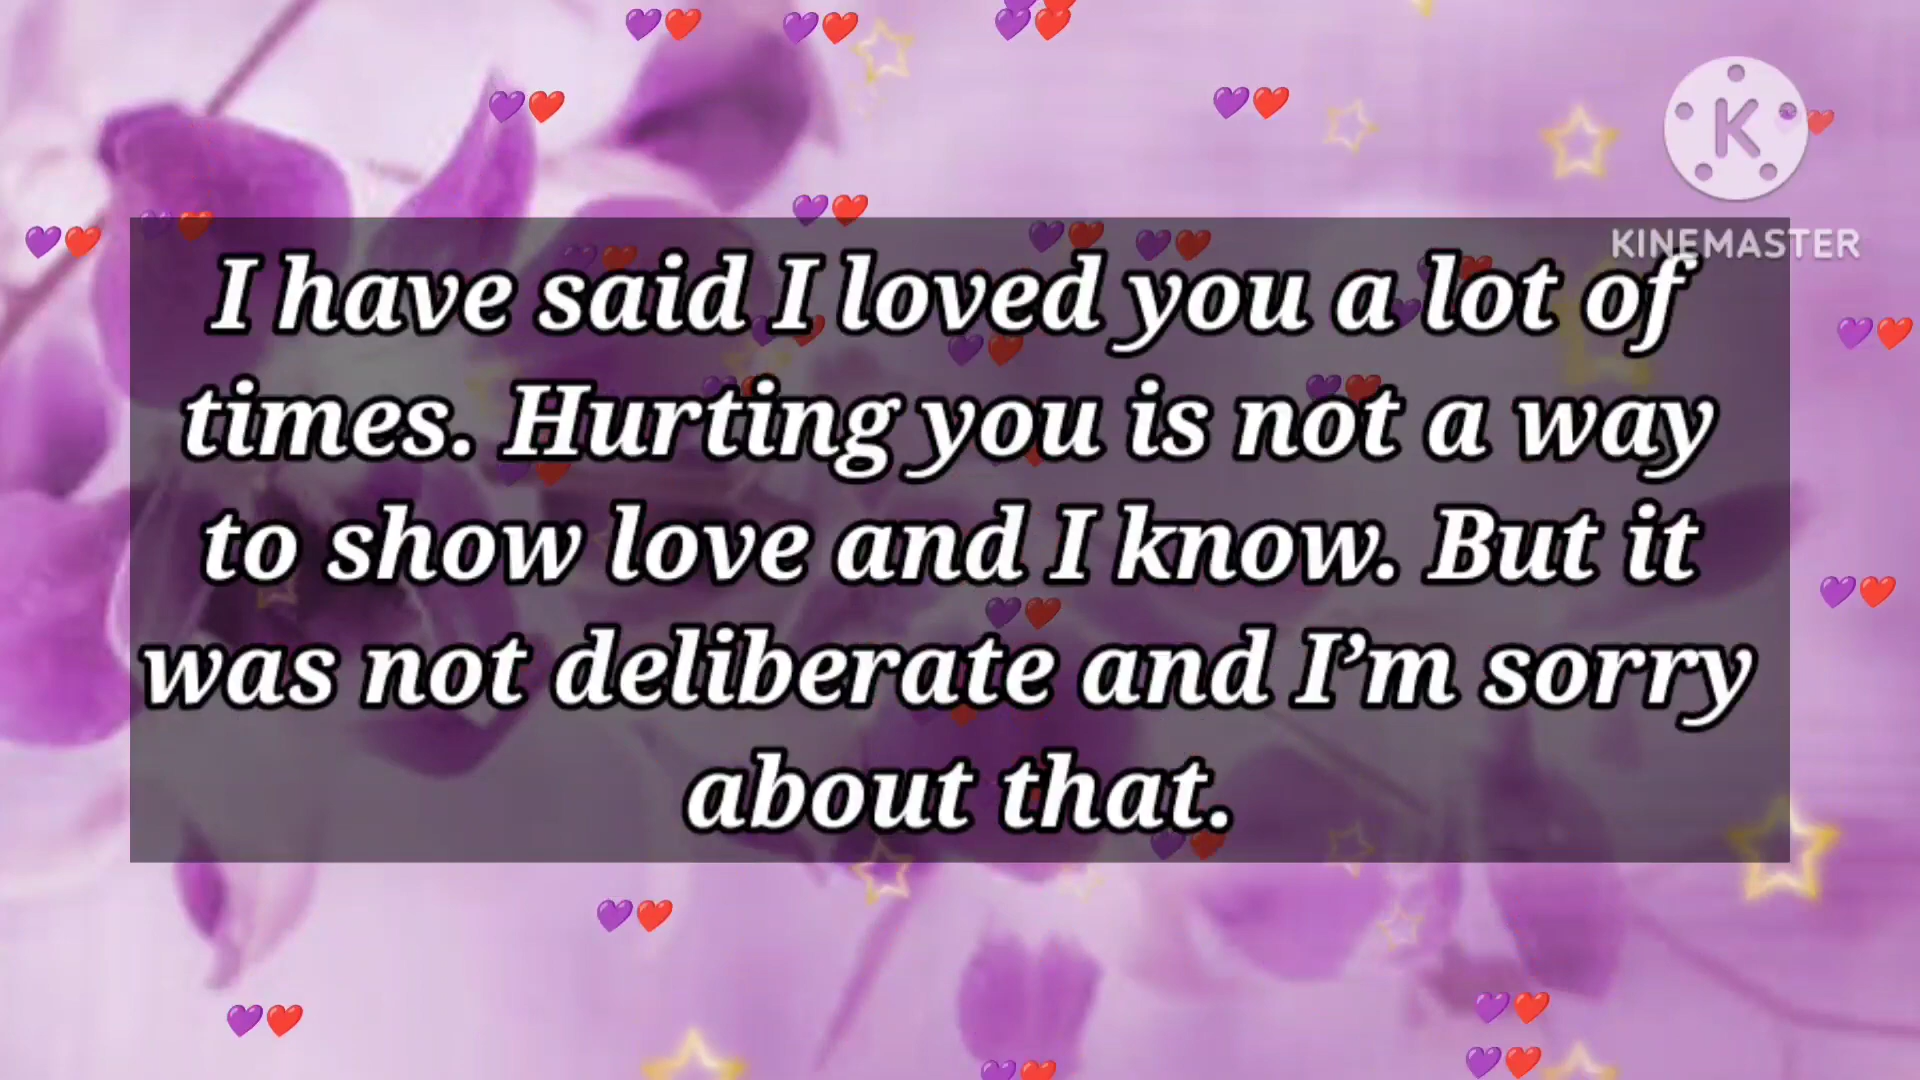 K
KINEMASTER
I have said I loved you a lot of
times. Hurting you is not a way
to show love and I know. But it
was not deliberate and I’m sorry
about that.